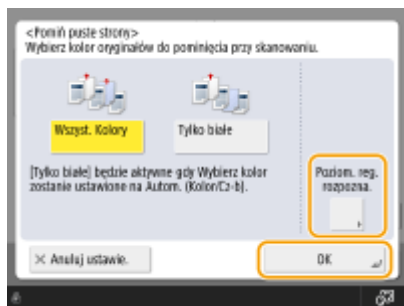 <Pomiń puste strony>
Wybierz kolor oryginałów do pominięcia przy skanowaniu.
Wszyst. Kolory
Tylko białe
[Tylko białe] będzie aktywne gdy Wybierz kolor
zostanie ustawione na Autom. (Kolor/Cz-b).
Poziom. reg.
rozpozna.
× Anuluj ustawie.
OK